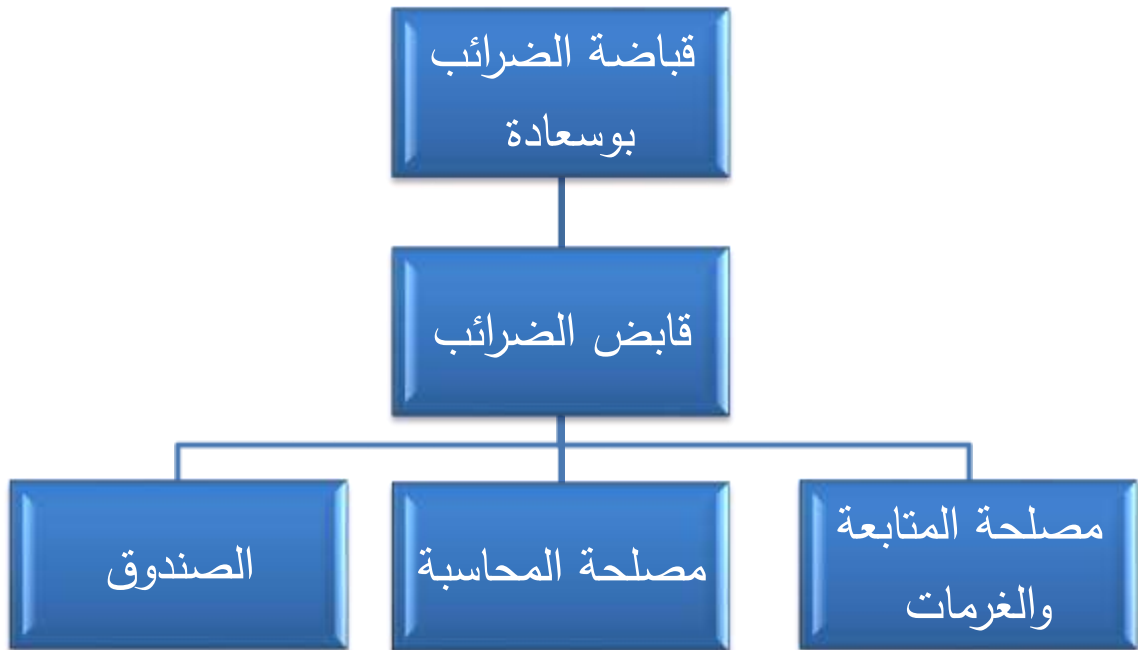 قباضة الضرائب
بوسعادة
قابض الضرائب
مصلحة المتابعة
والغرمات
مصلحة المحاسبة
الصندوق